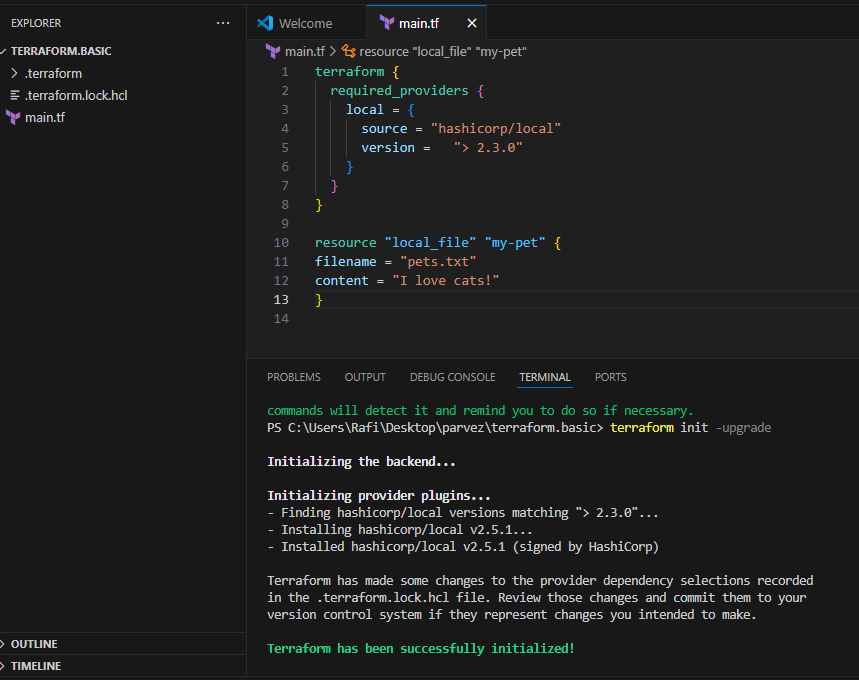 EXPLORER
···
TERRAFORM.BASIC
.terraform
.terraform.lock.hcl
main.tf
OUTLINE
TIMELINE
Welcome
main.tf
main.tf > resource "local_file" "my-pet"
1 terraform {
2 required_providers {
3 local = {
4 source = "hashicorp/local"
5 version =   "> 2.3.0"
6 }
7 }
8 }
9
10 resource "local_file" "my-pet" {
11 filename = "pets.txt"
12 content = "I love cats!"
13 }
14
PROBLEMS OUTPUT DEBUG CONSOLE TERMINAL PORTS
commands will detect it and remind you to do so if necessary.
PS C:\Users\Rafi\Desktop\parvez\terraform.basic> terraform init -upgrade
Initializing the backend...
Initializing provider plugins...
- Finding hashicorp/local versions matching "> 2.3.0"...
- Installing hashicorp/local v2.5.1...
- Installed hashicorp/local v2.5.1 (signed by HashiCorp)
Terraform has made some changes to the provider dependency selections recorded
in the .terraform.lock.hcl file. Review those changes and commit them to your
version control system if they represent changes you intended to make.
Terraform has been successfully initialized!